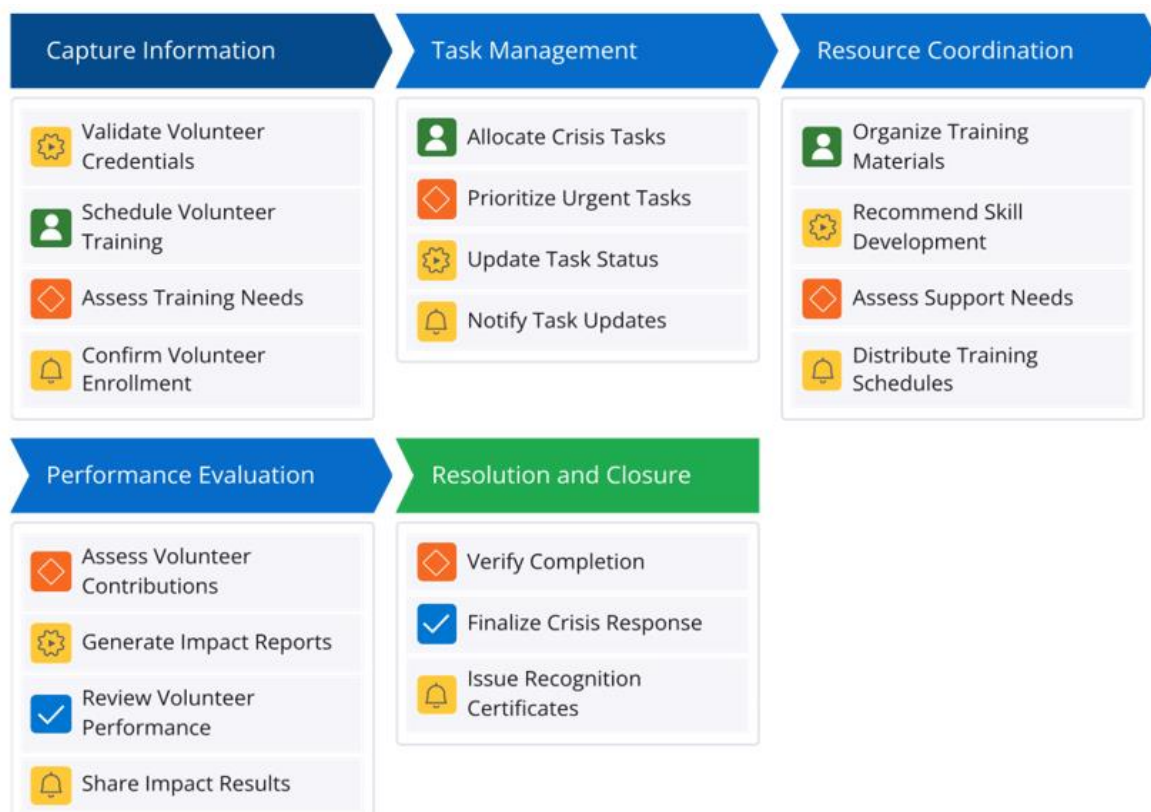 Capture Information
Validate Volunteer
Credentials
Schedule Volunteer
Training
Assess Training Needs
Confirm Volunteer
Enrollment
Task Management
Allocate Crisis Tasks
Prioritize Urgent Tasks
Update Task Status
Notify Task Updates
Resource Coordination
Organize Training
Materials
Recommend Skill
Development
Assess Support Needs
Distribute Training
Schedules
Performance Evaluation
Assess Volunteer
Contributions
Generate Impact Reports
Review Volunteer
Performance
Share Impact Results
Resolution and Closure
Verify Completion
Finalize Crisis Response
Issue Recognition
Certificates